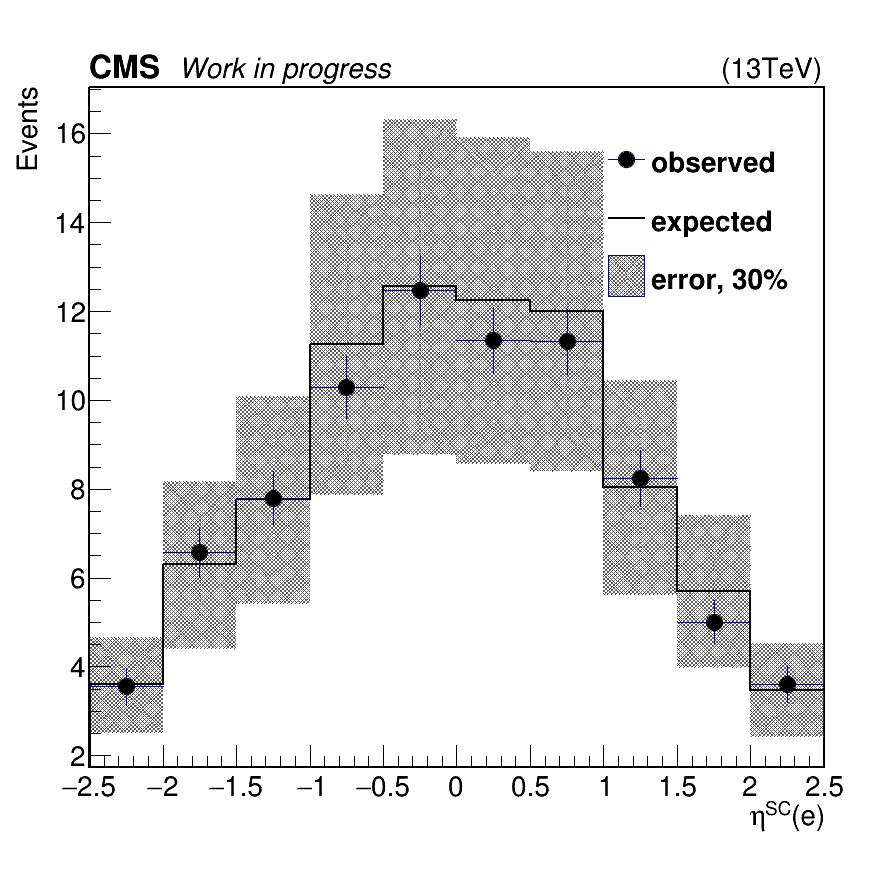 CMS Work in progress (13TeV)
Events
16
14
12
10
8
6
4
2
observed
expected
error, 30%
−2.5 −2 −1.5 −1 −0.5 0 0.5 1 1.5 2 2.5
η^SC(e)